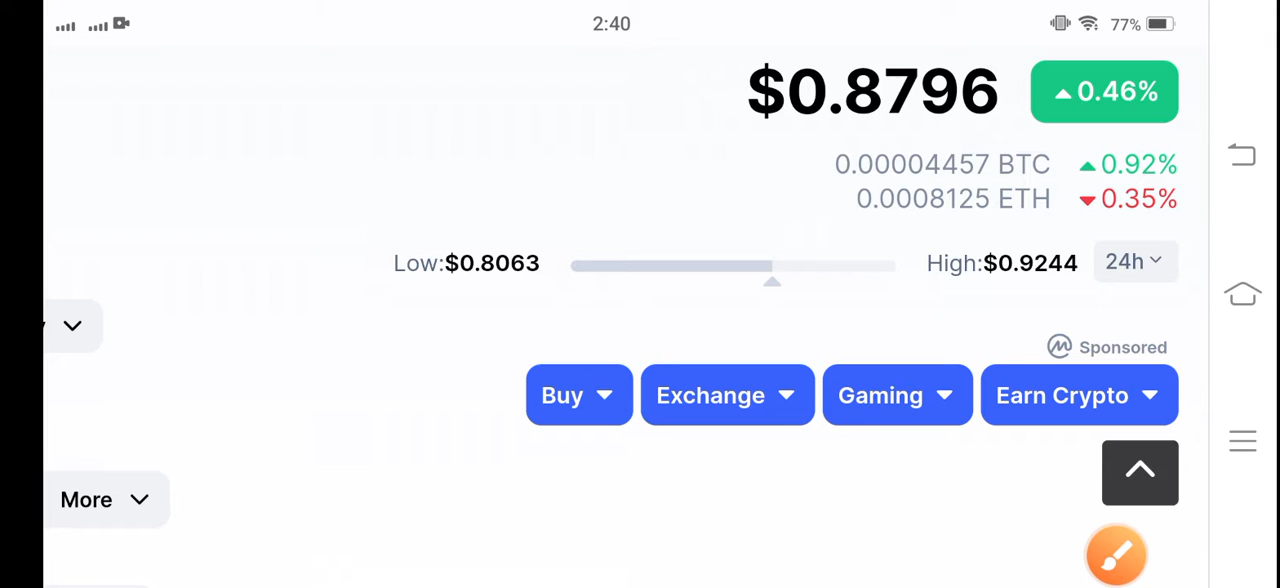 2:40
77%
$0.8796
0.46%
0.00004457 BTC 0.92%
0.0008125 ETH 0.35%
Low:$0.8063 High:$0.9244 24h
Sponsored
Buy Exchange Gaming Earn Crypto
More